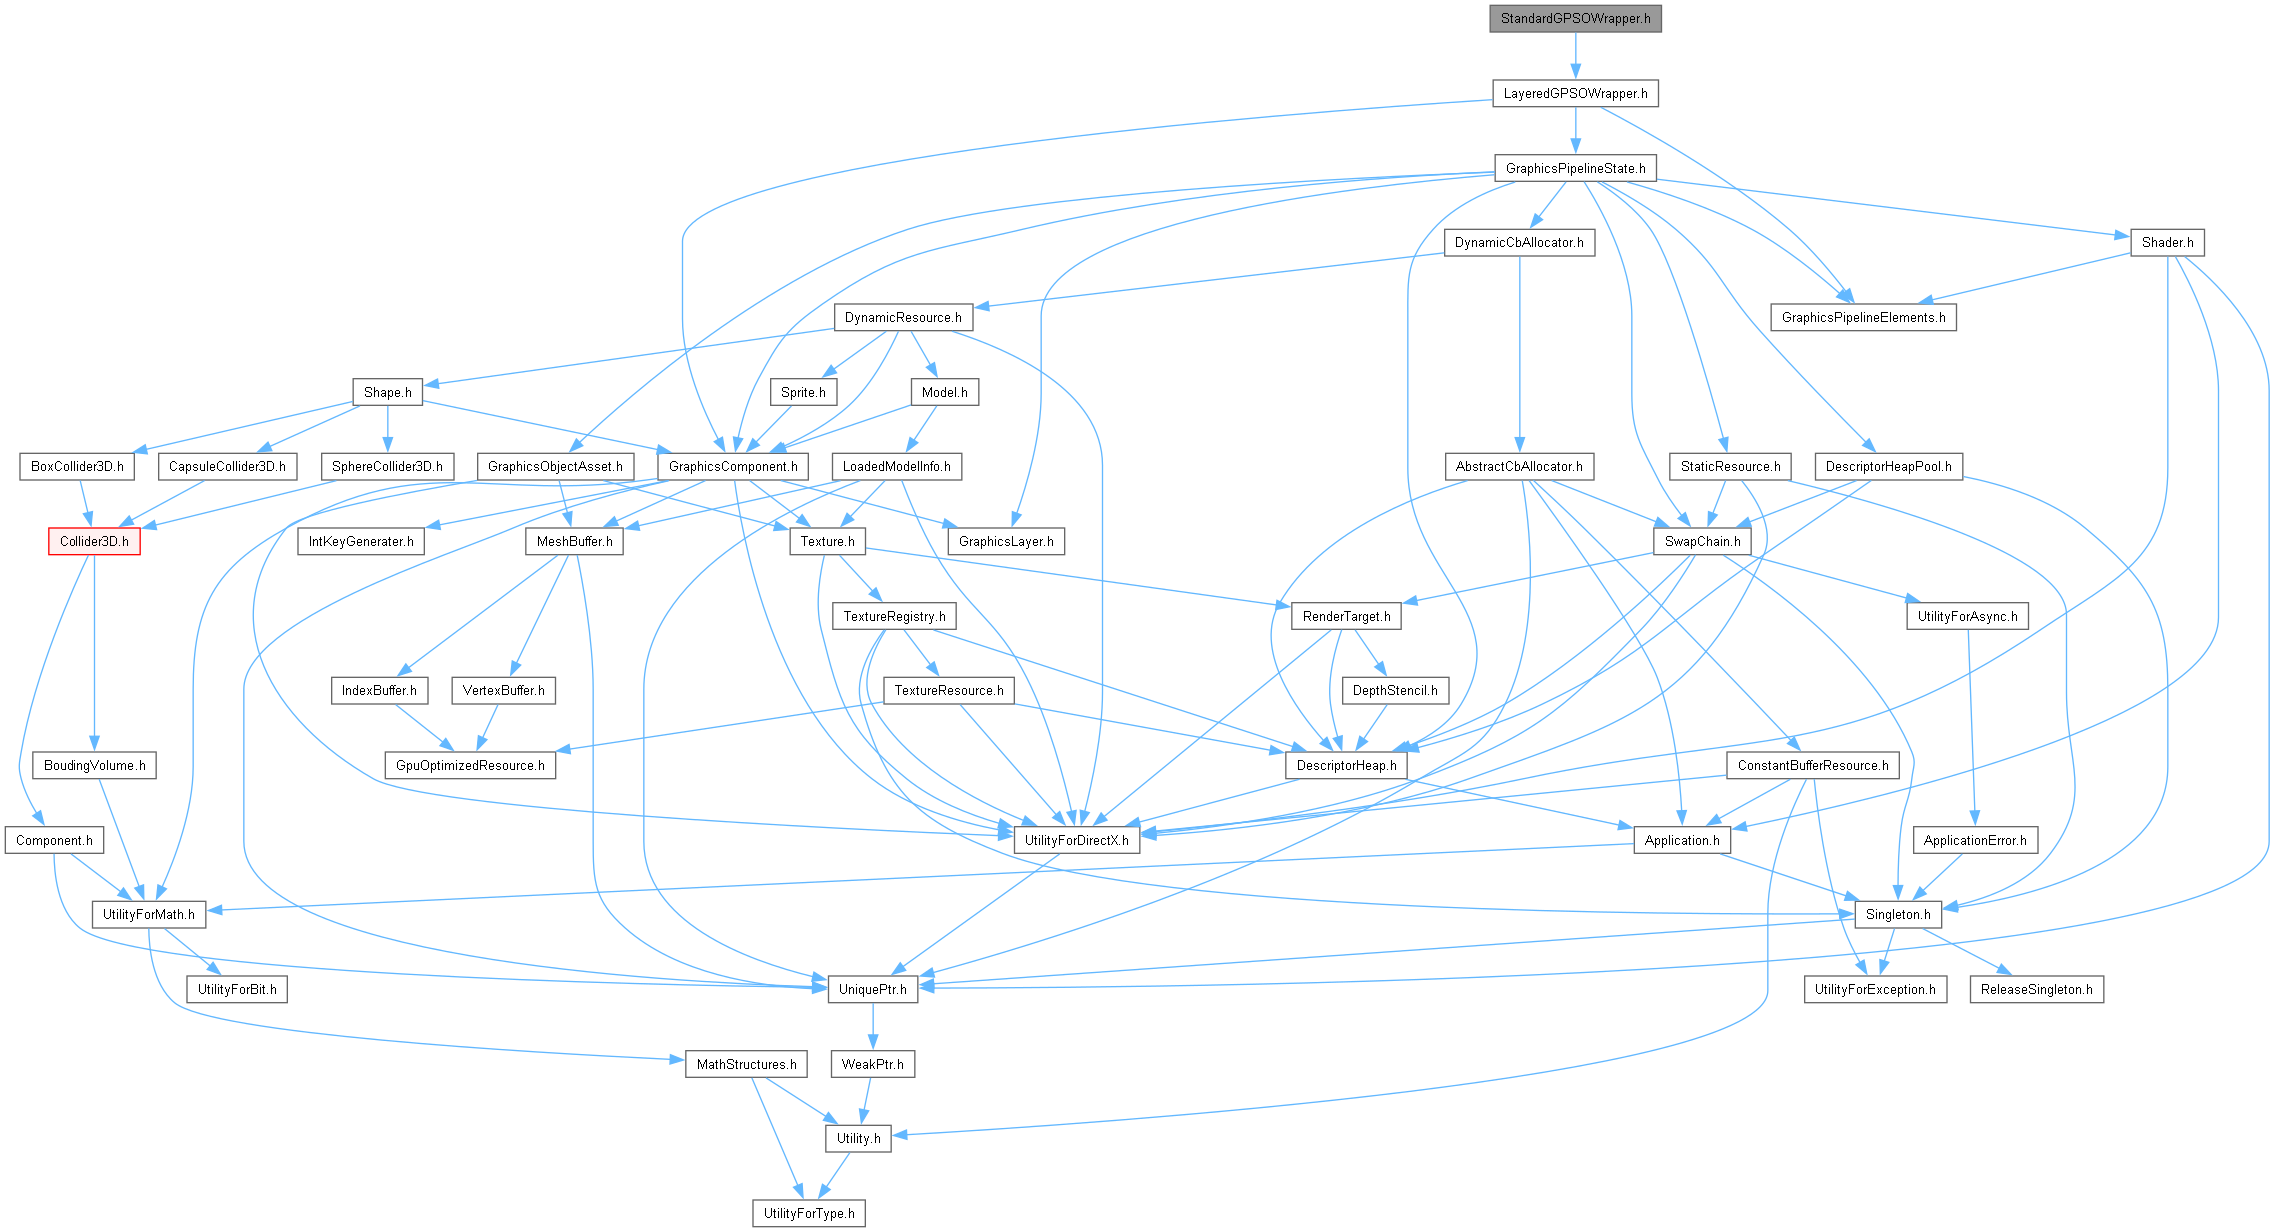 StandardGPSOWrapper.h
LayeredGPSOWrapper.h
GraphicsPipelineState.h
DynamicCbAllocator.h
Shader.h
DynamicResource.h
GraphicsPipelineElements.h
Shape.h
Sprite.h
Model.h
BoxCollider3D.h
CapsuleCollider3D.h
SphereCollider3D.h
GraphicsObjectAsset.h
GraphicsComponent.h
LoadedModelInfo.h
AbstractCbAllocator.h
StaticResource.h
DescriptorHeapPool.h
Collider3D.h
IntKeyGenerater.h
MeshBuffer.h
Texture.h
GraphicsLayer.h
SwapChain.h
TextureRegistry.h
RenderTarget.h
UtilityForAsync.h
IndexBuffer.h
VertexBuffer.h
TextureResource.h
DepthStencil.h
BoudingVolume.h
GpuOptimizedResource.h
DescriptorHeap.h
ConstantBufferResource.h
Component.h
UtilityForDirectX.h
Application.h
ApplicationError.h
UtilityForMath.h
Singleton.h
UtilityForBit.h
UniquePtr.h
UtilityForException.h
ReleaseSingleton.h
MathStructures.h
WeakPtr.h
Utility.h
UtilityForType.h